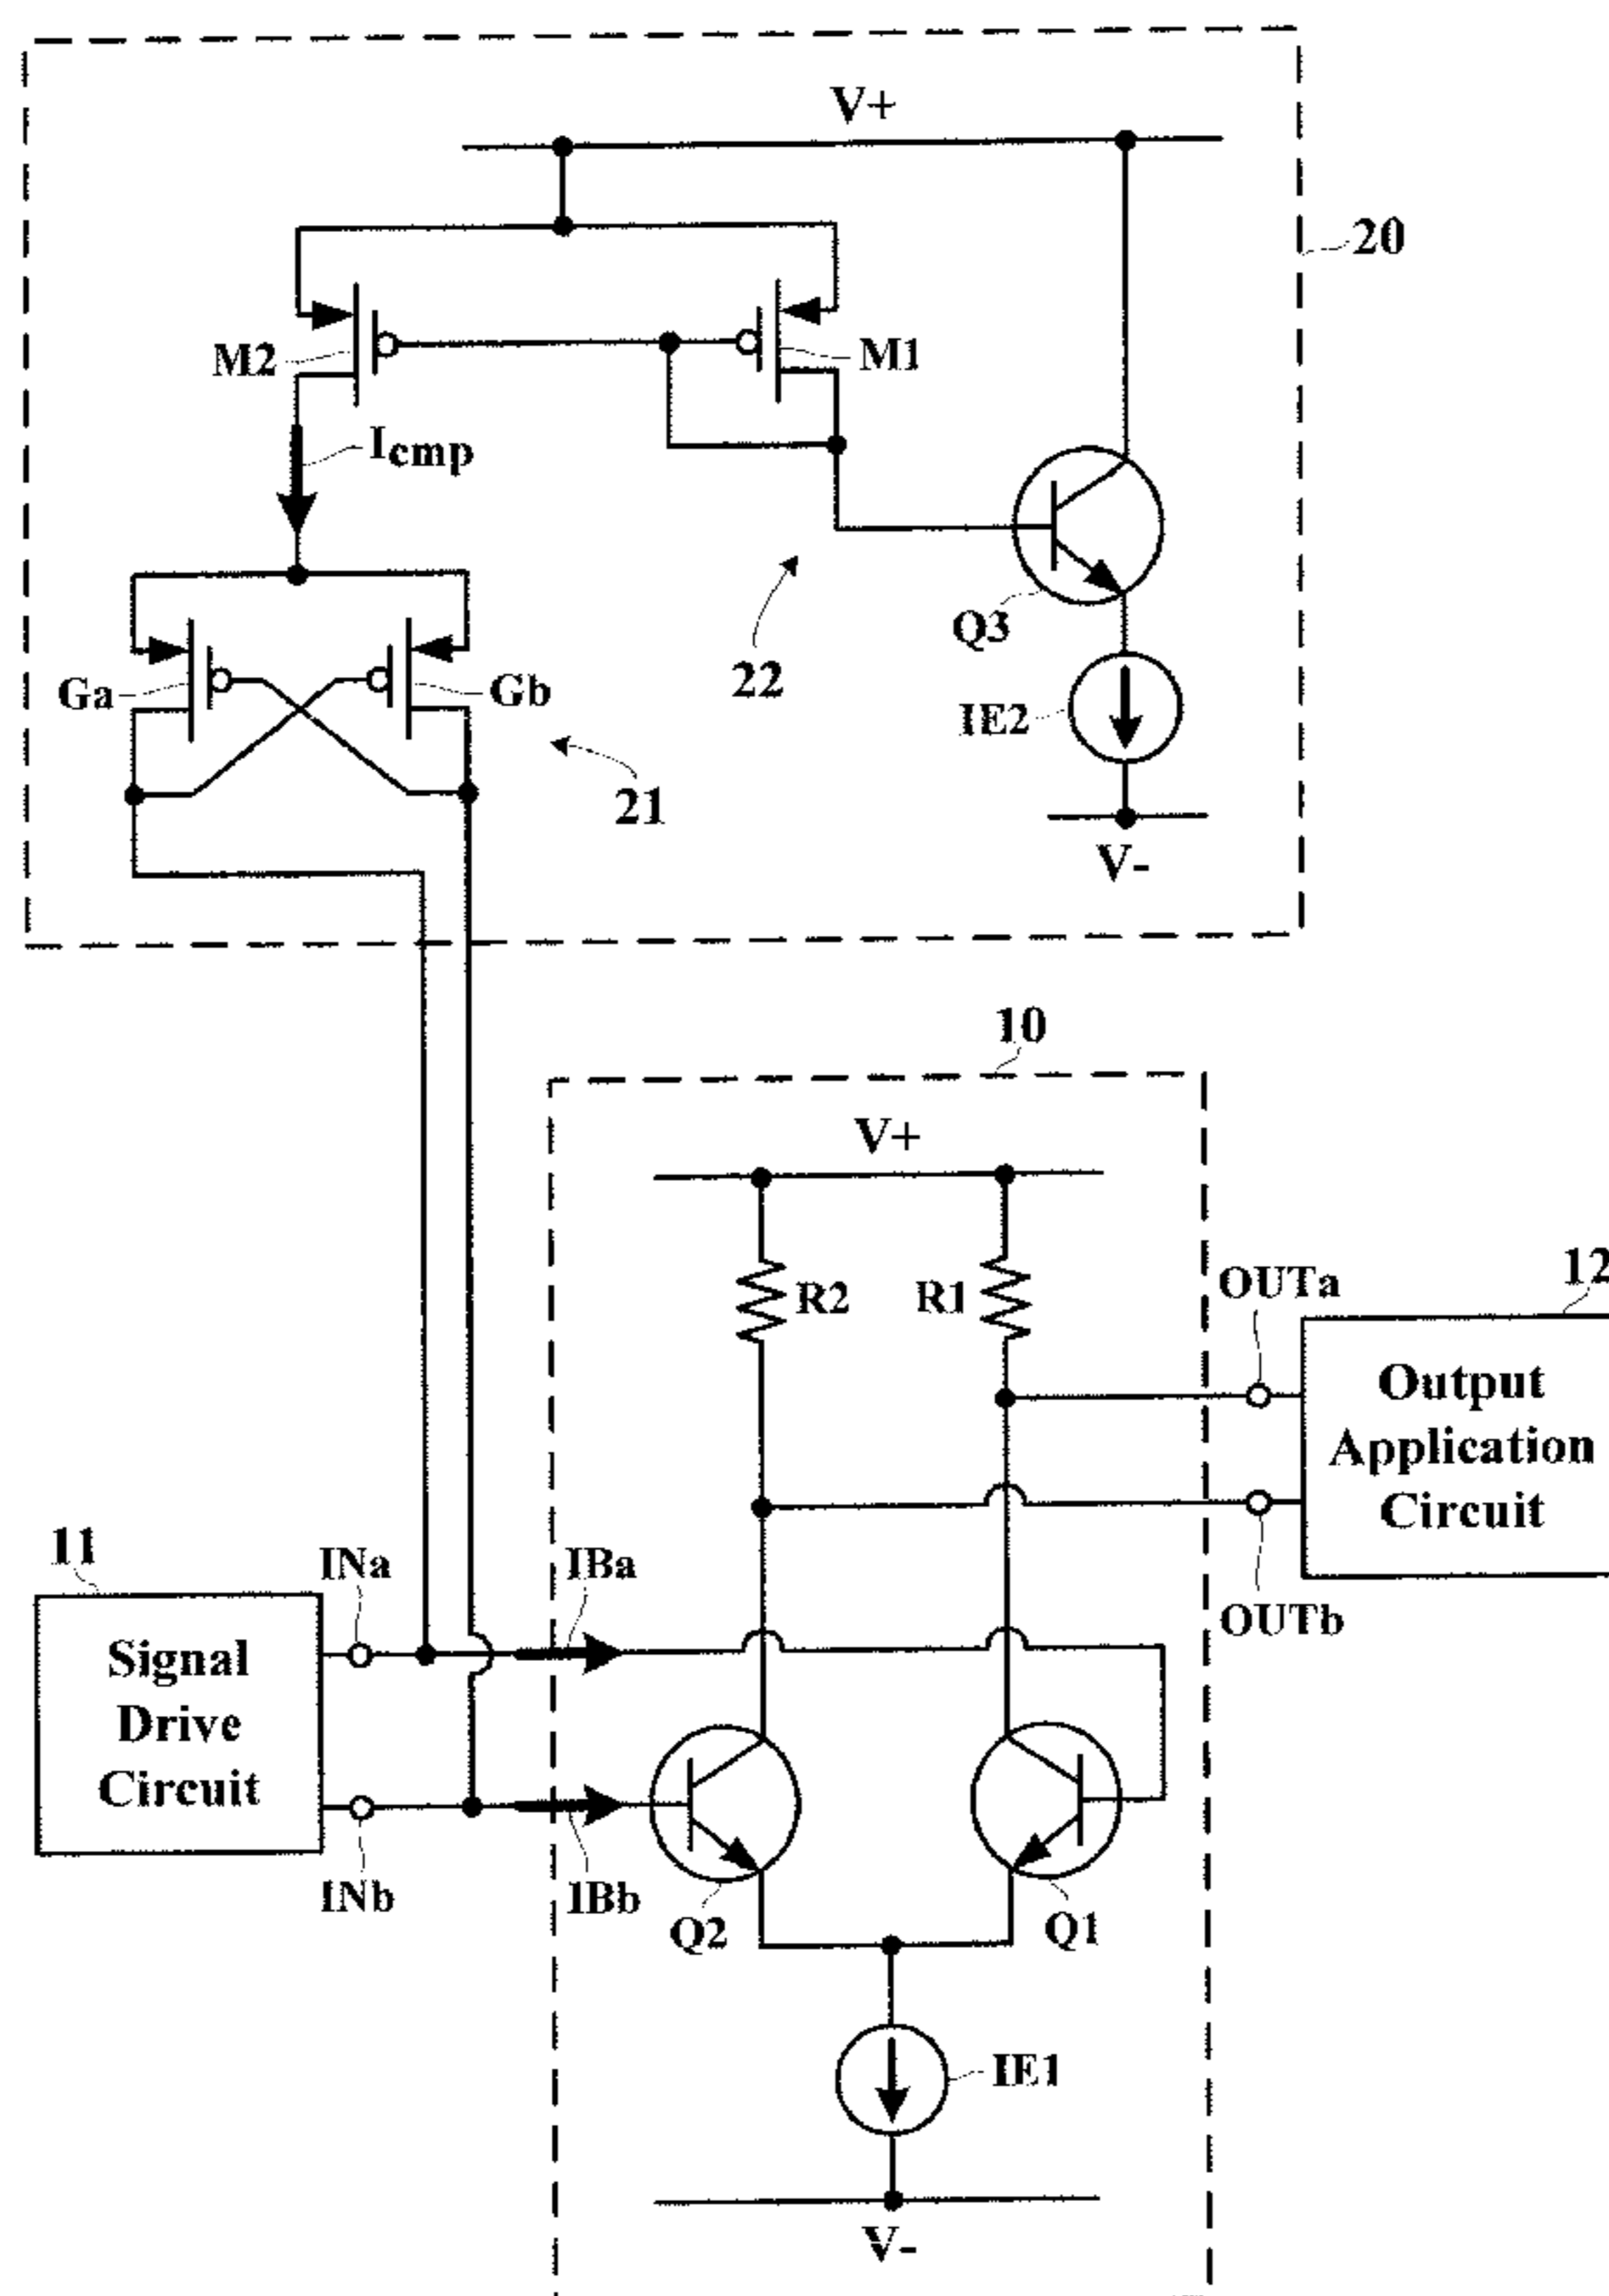 V+
20
M2
M1
Icmp
Q3
Ga
Gb
22
IE2
21
V-
10
V+
R2
R1
OUTa
12
Output
Application
Circuit
11
INa
IBa
OUTb
Signal
Drive
Circuit
INb
IBb
Q2
Q1
IE1
V-